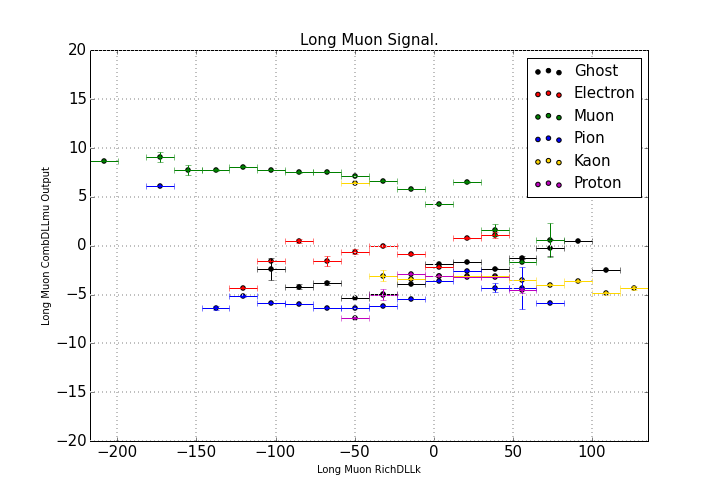 Long Muon Signal.
20
15
10
5
0
−5
−10
−15
−20
Long Muon CombDLLmu Output
Ghost
Electron
Muon
Pion
Kaon
Proton
−200 −150 −100 −50 0 50 100
Long Muon RichDLLk